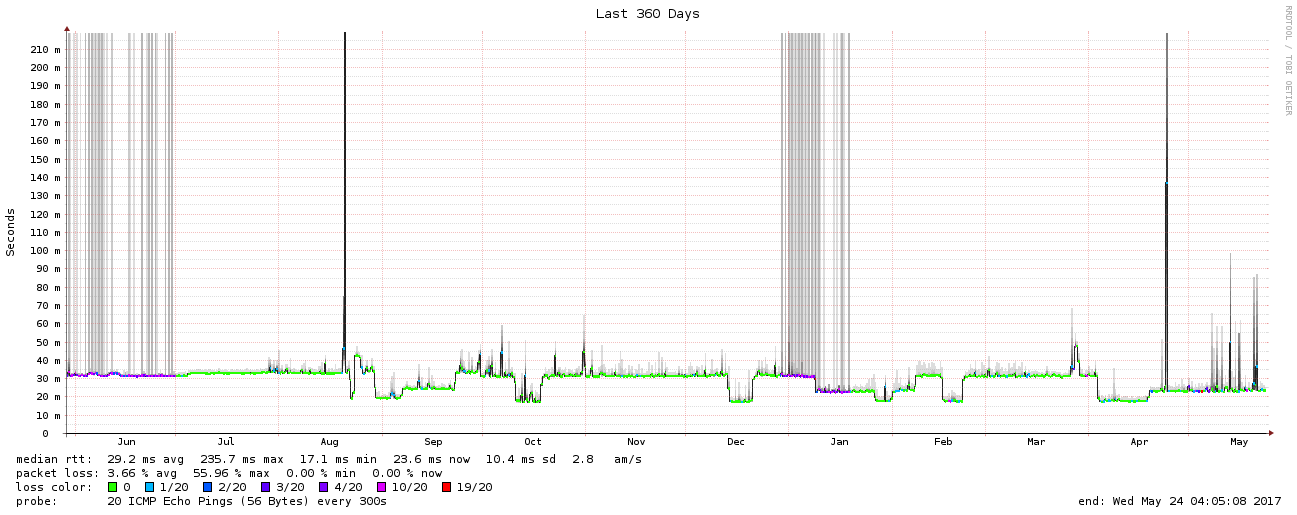 Last 360 Days
RRDTOOL / TOBI OETIKER
Seconds
210 m
200 m
190 m
180 m
170 m
160 m
150 m
140 m
130 m
120 m
110 m
100 m
90 m
80 m
70 m
60 m
50 m
40 m
30 m
20 m
10 m
0
Jun Jul Aug Sep Oct Nov Dec Jan Feb Mar Apr May
median rtt: 29.2 ms avg 235.7 ms max 17.1 ms min 23.6 ms now 10.4 ms sd 2.8 am/s
packet loss: 3.66 % avg 55.96 % max 0.00 % min 0.00 % now
loss color: 0 1/20 2/20 3/20 4/20 10/20 19/20
probe: 20 ICMP Echo Pings (56 Bytes) every 300s
end: Wed May 24 04:05:08 2017